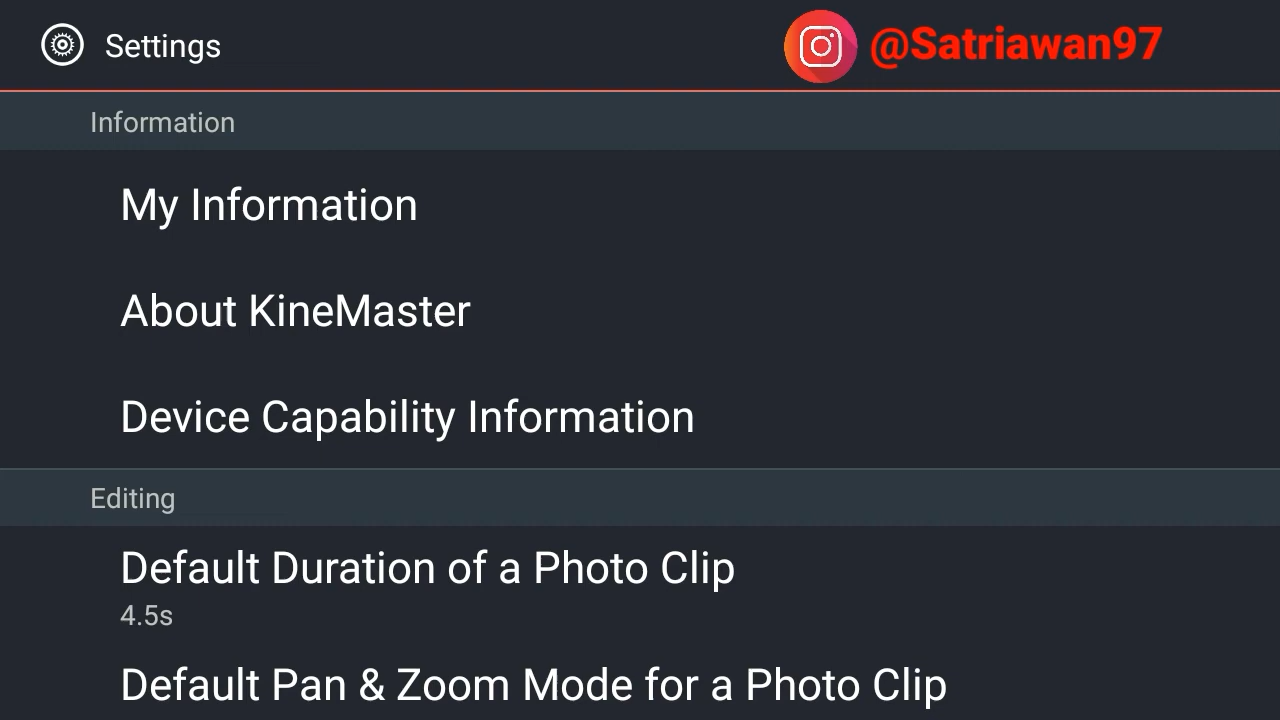 Settings
@Satriawan97
Information
My Information
About KineMaster
Device Capability Information
Editing
Default Duration of a Photo Clip
4.5s
Default Pan & Zoom Mode for a Photo Clip